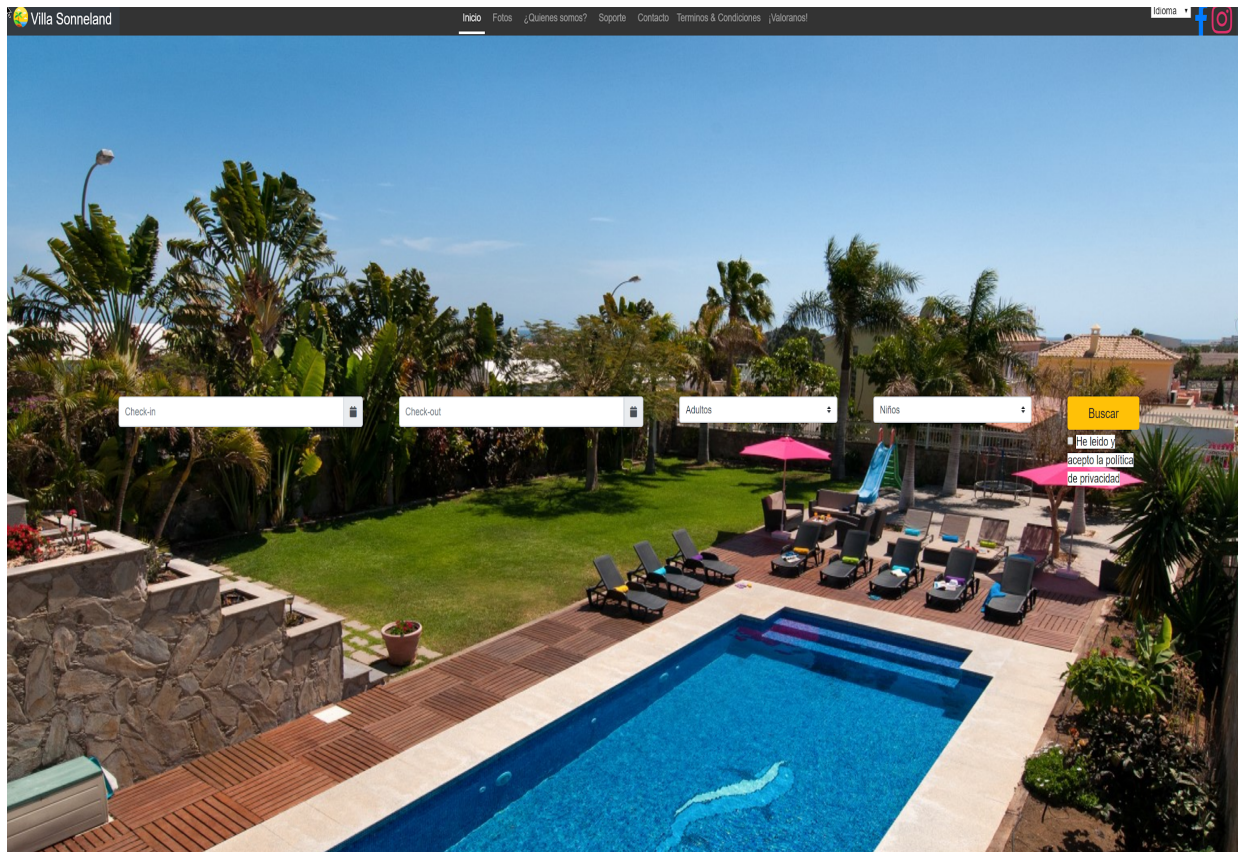 Villa Sonneland
Inicio
Fotos
¿Quienes somos?
Soporte
Contacto
Terminos & Condiciones
¡Valoranos!
Idioma
Check-in
Check-out
Adultos
Niños
Buscar
He leido y
acepto la política
de privacidad